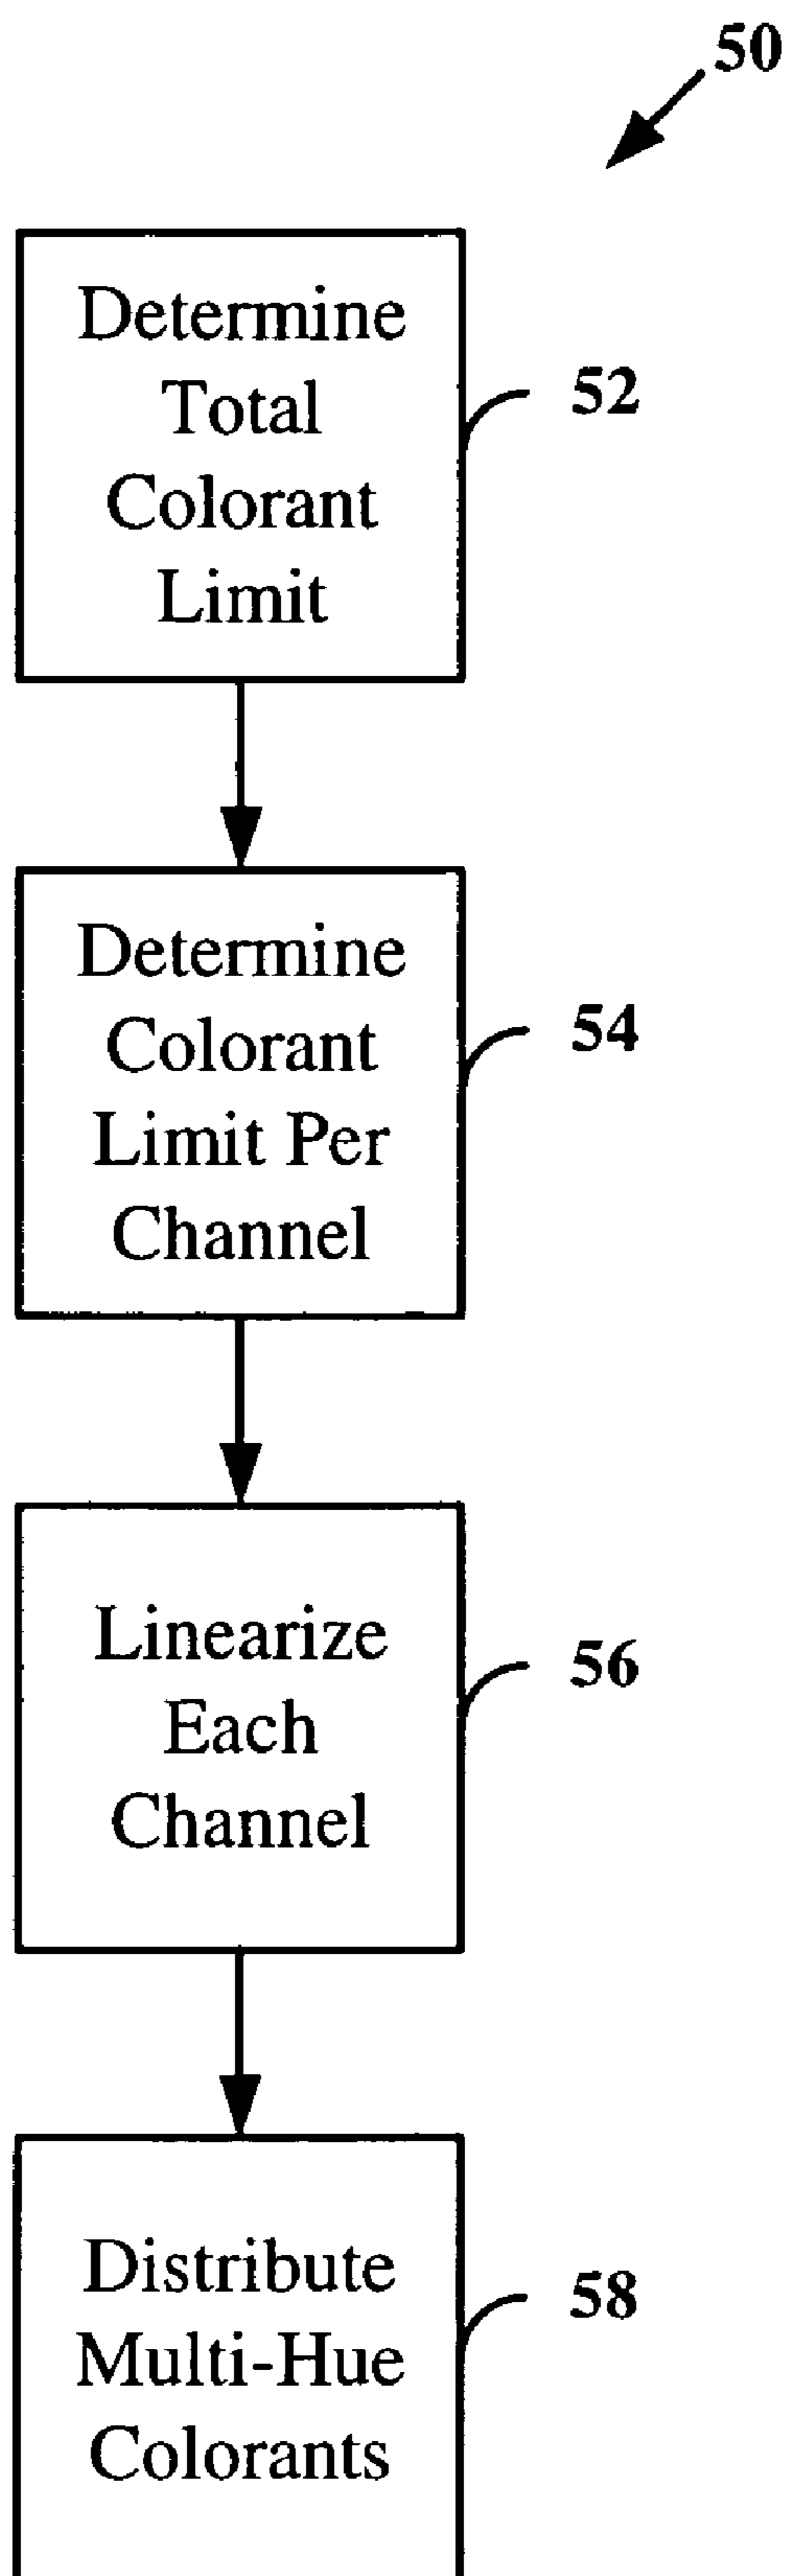 50
Determine
Total
Colorant
Limit
52
Determine
Colorant
Limit Per
Channel
54
Linearize
Each
Channel
56
Distribute
Multi-Hue
Colorants
58